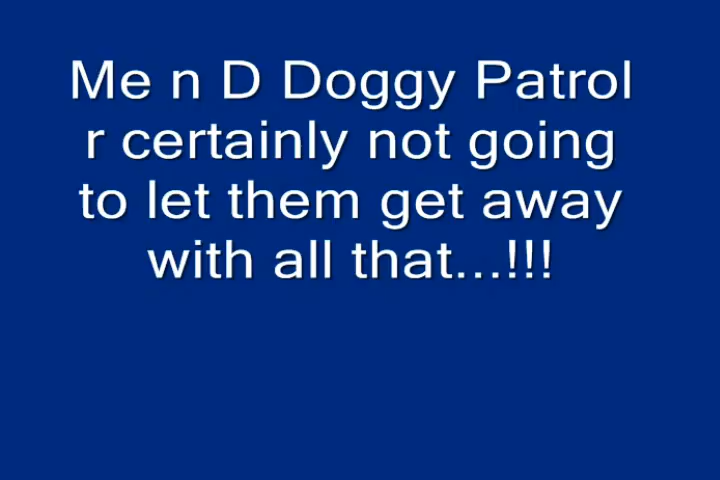 Me n D Doggy Patrol
r certainly not going
to let them get away
with all that...!!!